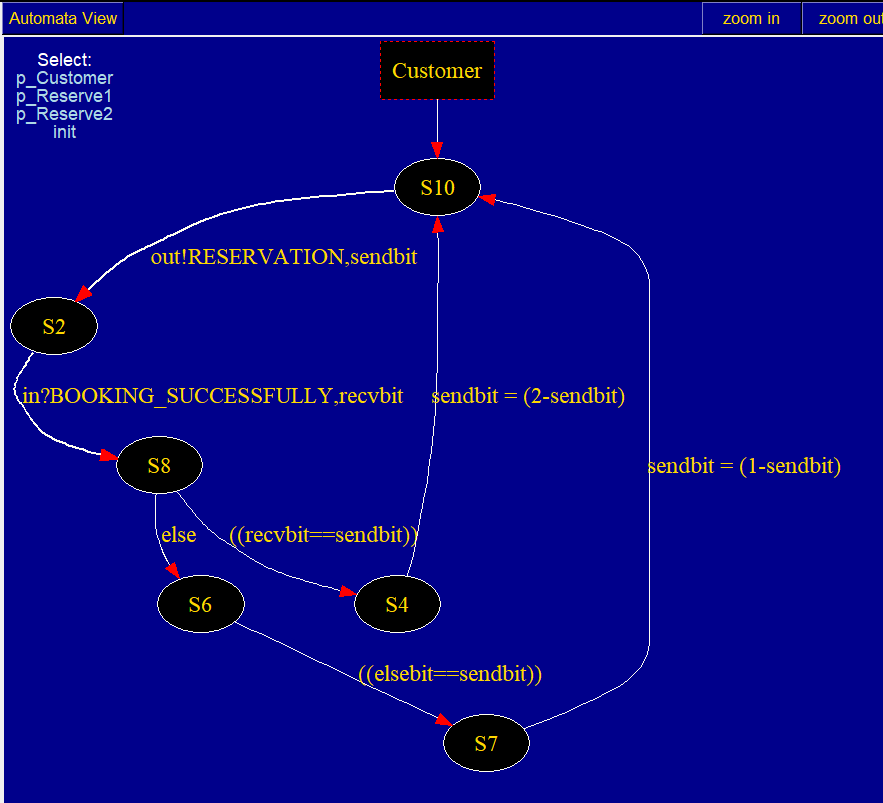 Automata View
zoom in
zoom out
Select:
p_Customer
p_Reserve1
p_Reserve2
init
Customer
S10
out!RESERVATION,sendbit
S2
in?BOOKING_SUCCESSFULLY,recvbit
sendbit = (2-sendbit)
S8
sendbit = (1-sendbit)
else
((recvbit==sendbit))
S6
S4
((elsebit==sendbit))
S7